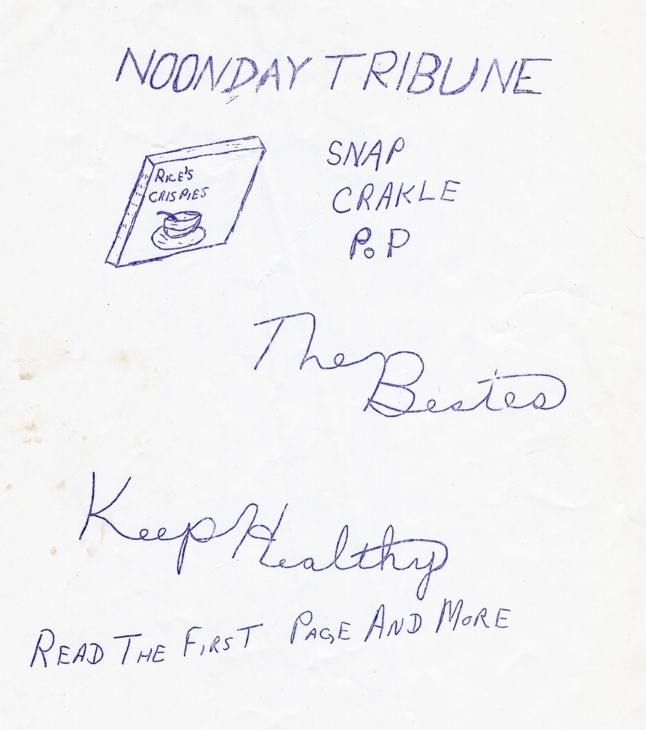 NOONDAY TRIBUNE
RICE'S
CRISPIES
SNAP
CRAKLE
POP
The
Bestes
Keep Healthy
READ THE FIRST PAGE AND MORE